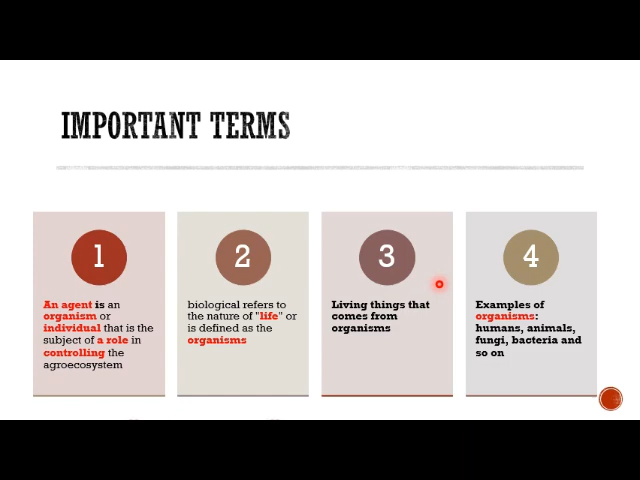 IMPORTANT TERMS
1
An agent is an
organism or
individual that is the
subject of a role in
controlling the
agroecosystem
2
biological refers to
the nature of "life" or
is defined as the
organisms
3
Living things that
comes from
organisms
4
Examples of
organisms:
humans, animals,
fungi, bacteria and
so on